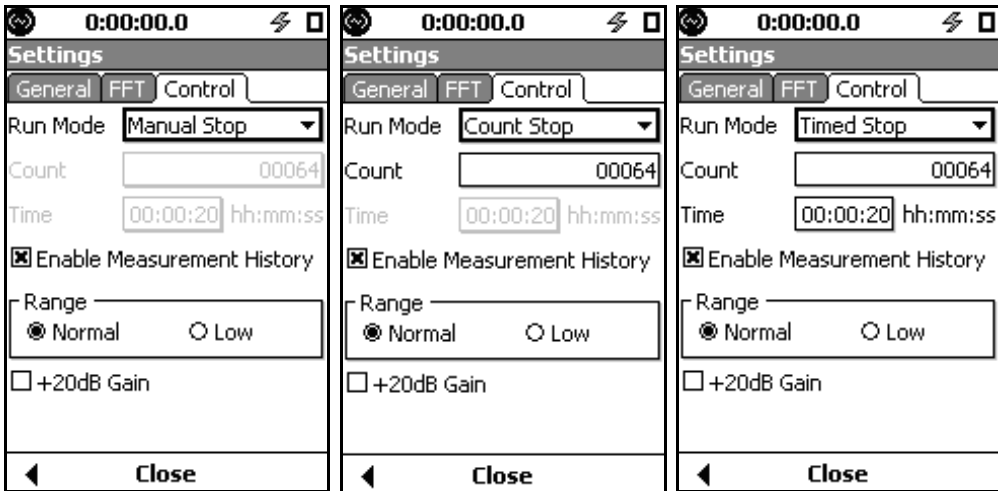 0:00:00.0
Settings
General FFT Control
Run Mode Manual Stop
Count 00064
Time 00:00:20 hh:mm:ss
Enable Measurement History
Range
Normal Low
+20dB Gain
Close
0:00:00.0
Settings
General FFT Control
Run Mode Count Stop
Count 00064
Time 00:00:20 hh:mm:ss
Enable Measurement History
Range
Normal Low
+20dB Gain
Close
0:00:00.0
Settings
General FFT Control
Run Mode Timed Stop
Count 00064
Time 00:00:20 hh:mm:ss
Enable Measurement History
Range
Normal Low
+20dB Gain
Close